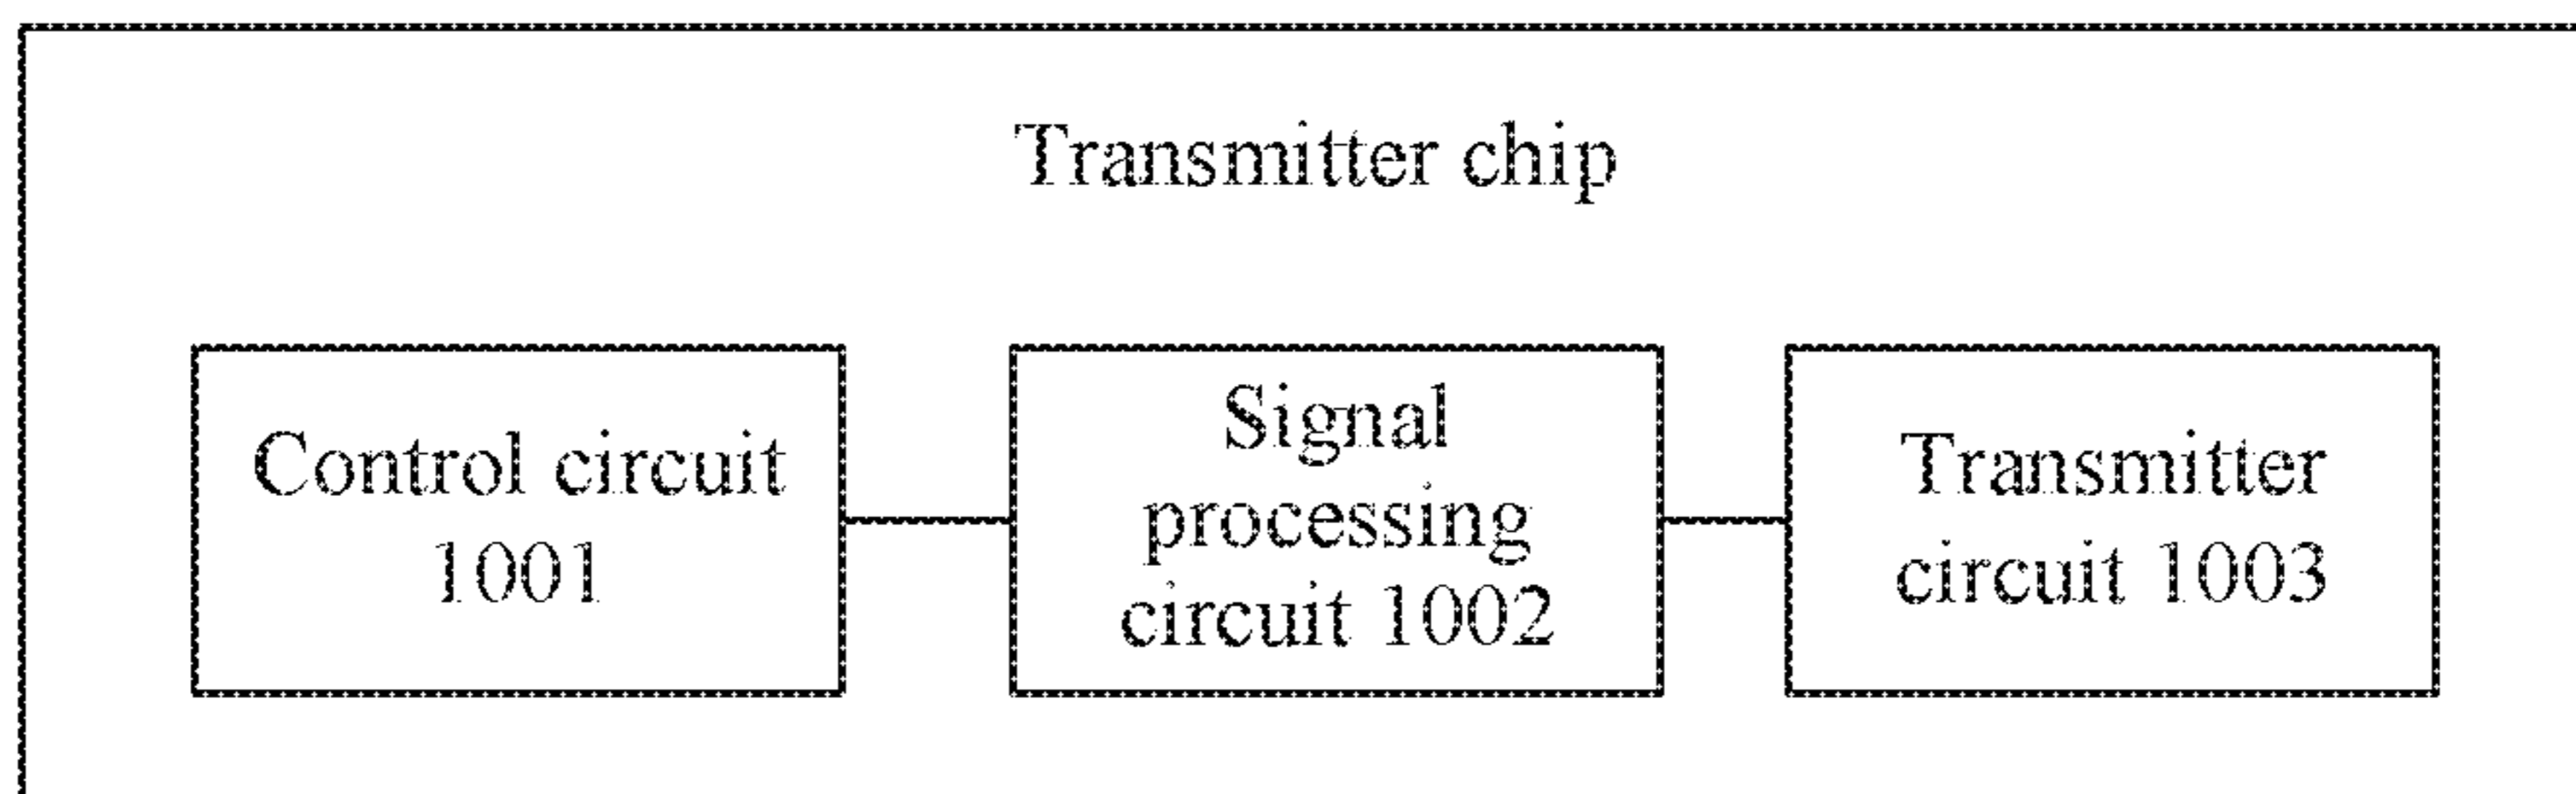 Transmitter chip
Control circuit
1001
Signal
processing
circuit 1002
Transmitter
circuit 1003